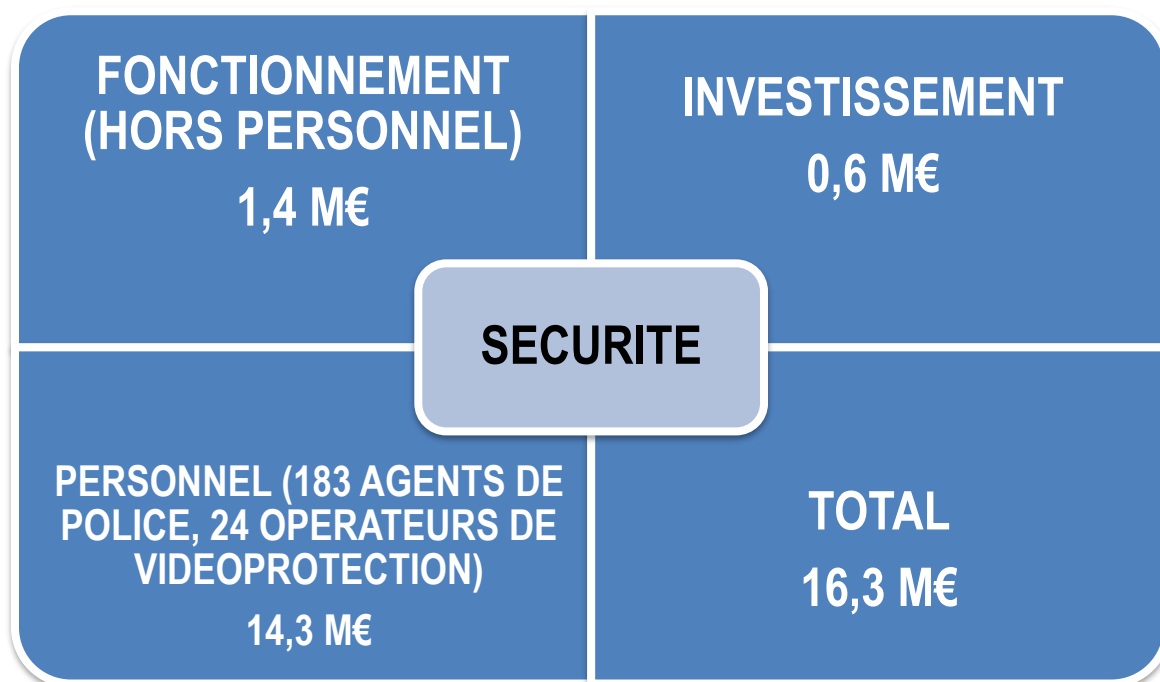 FONCTIONNEMENT
(HORS PERSONNEL)
1,4 M€
INVESTISSEMENT
0,6 M€
SECURITE
PERSONNEL (183 AGENTS DE
POLICE, 24 OPERATEURS DE
VIDEOPROTECTION)
14,3 M€
TOTAL
16,3 M€